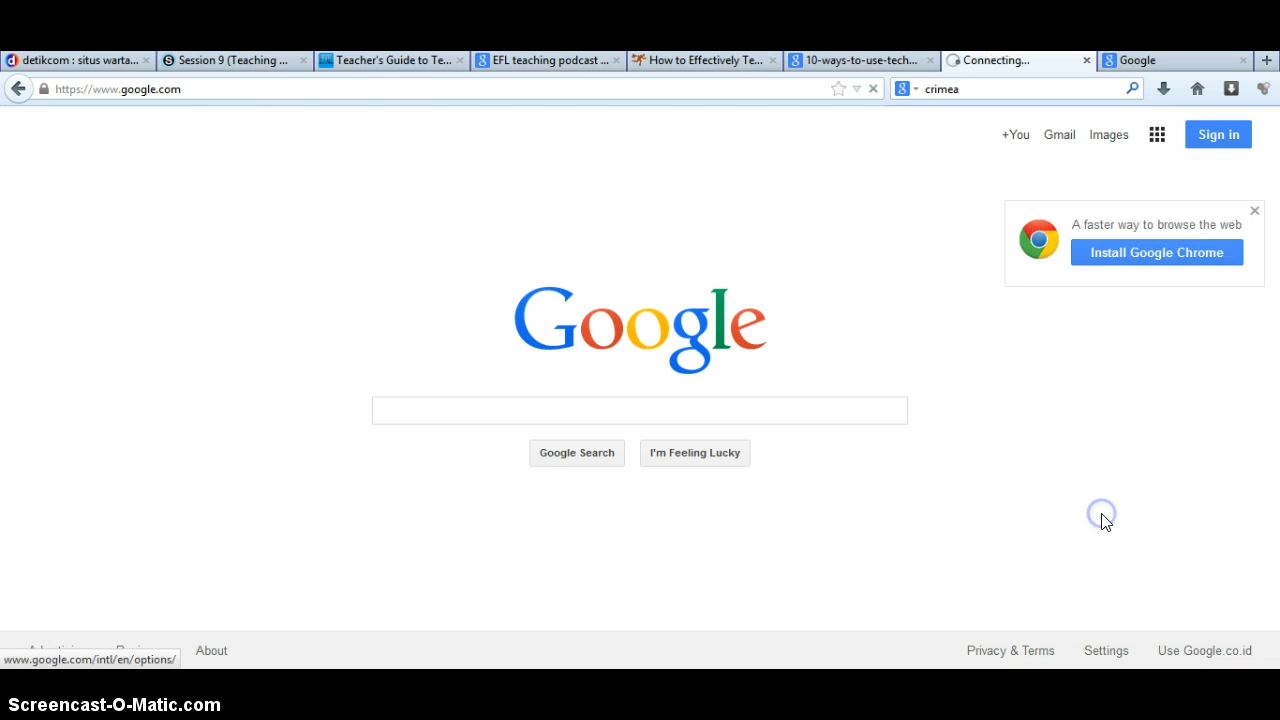 detikcom : situs warta...
Session 9 (Teaching ...
Teacher's Guide to Te...
EFL teaching podcast ...
How to Effectively Te...
10-ways-to-use-tech...
Connecting...
Google
https://www.google.com
crimea
+You Gmail Images Sign in
A faster way to browse the web
Install Google Chrome
Google
Google Search I'm Feeling Lucky
About Privacy & Terms Settings Use Google.co.id
www.google.com/intl/en/options/
Screencast-O-Matic.com